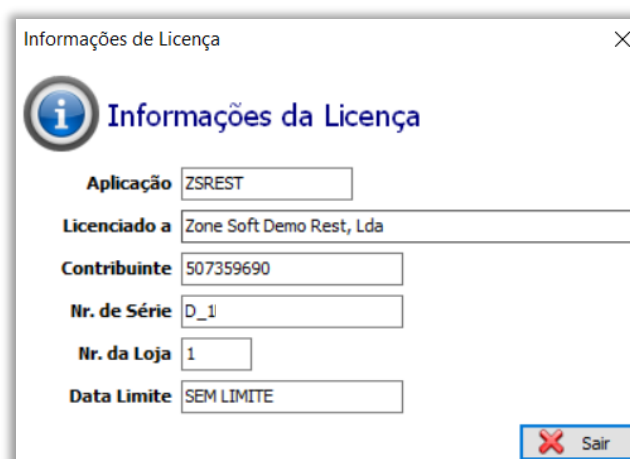 Informações de Licença
Informações da Licença
Aplicação ZSREST
Licenciado a Zone Soft Demo Rest, Lda
Contribuinte 507359690
Nr. de Série D_1
Nr. da Loja 1
Data Limite SEM LIMITE
Sair